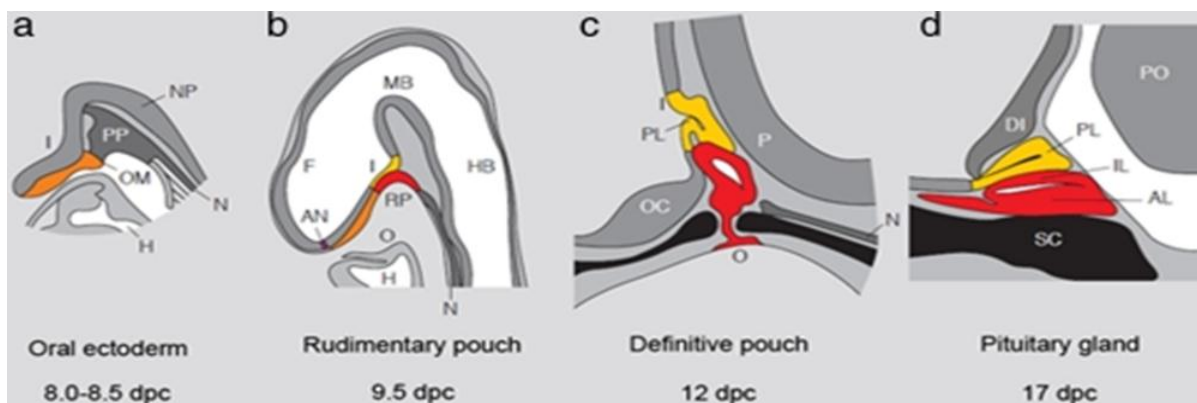 a
NP
I
PP
OM
N
H
b
MB
F
I
HB
RP
AN
O
H
N
c
I
PL
P
OC
N
O
d
PO
DI
PL
IL
AL
SC
Oral ectoderm
Rudimentary pouch
Definitive pouch
Pituitary gland
8.0-8.5 dpc
9.5 dpc
12 dpc
17 dpc